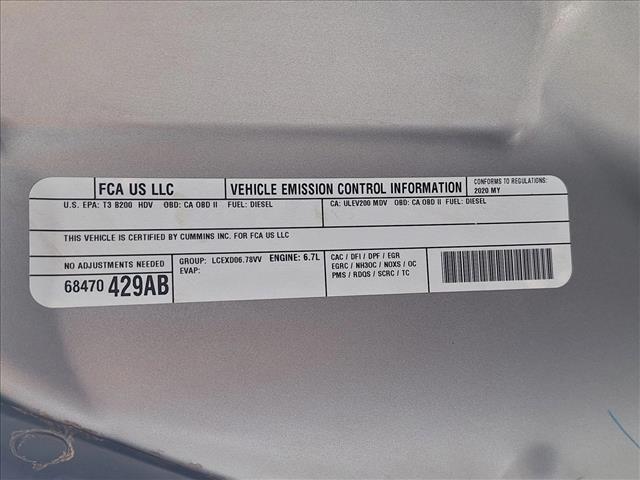 FCA US LLC
VEHICLE EMISSION CONTROL INFORMATION
CONFORMS TO REGULATIONS:
2020 MY
U.S. EPA: T3 B200 HDV OBD: CA OBD II FUEL: DIESEL
CA: ULEV200 MDV OBD: CA OBD II FUEL: DIESEL
THIS VEHICLE IS CERTIFIED BY CUMMINS INC. FOR FCA US LLC
NO ADJUSTMENTS NEEDED
68470 429AB
GROUP: LCEXD06.78VV ENGINE: 6.7L
EVAP:
CAC / DFI / DPF / EGR
EGRC / NH3OC / NOXS / OC
PMS / RDQS / SCRC / TC